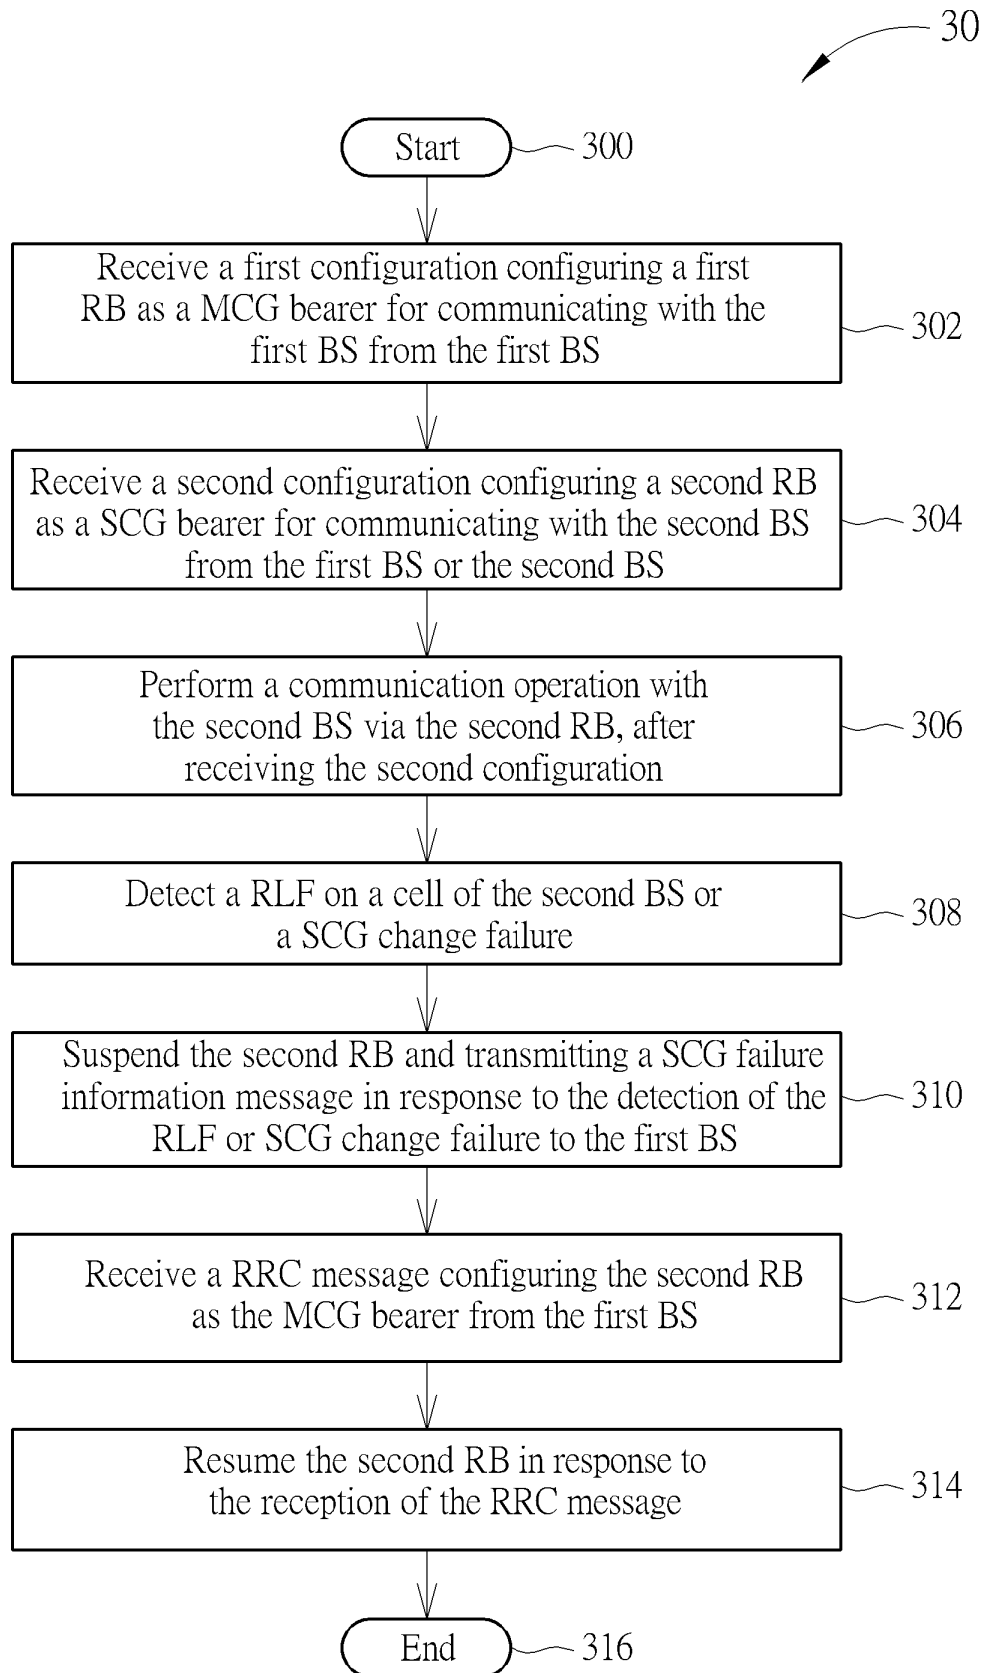 30
Start
300
Receive a first configuration configuring a first
RB as a MCG bearer for communicating with the
first BS from the first BS
302
Receive a second configuration configuring a second RB
as a SCG bearer for communicating with the second BS
from the first BS or the second BS
304
Perform a communication operation with
the second BS via the second RB, after
receiving the second configuration
306
Detect a RLF on a cell of the second BS or
a SCG change failure
308
Suspend the second RB and transmitting a SCG failure
information message in response to the detection of the
RLF or SCG change failure to the first BS
310
Receive a RRC message configuring the second RB
as the MCG bearer from the first BS
312
Resume the second RB in response to
the reception of the RRC message
314
End
316